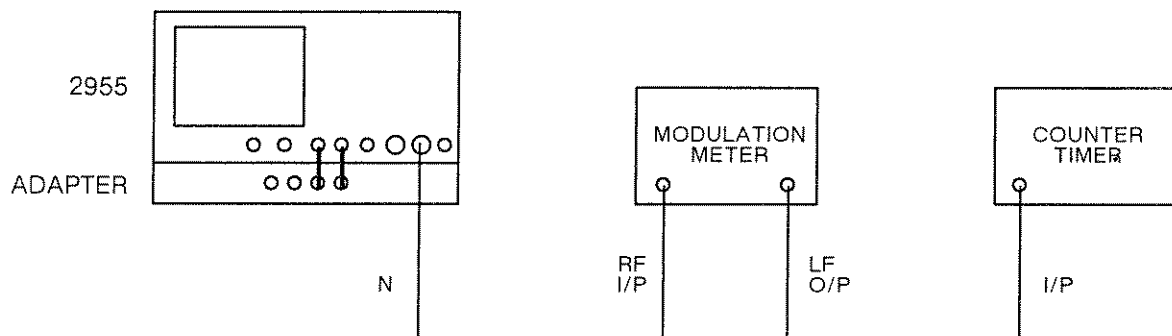 2955
ADAPTER
N
MODULATION
METER
RF
I/P
LF
O/P
COUNTER
TIMER
I/P